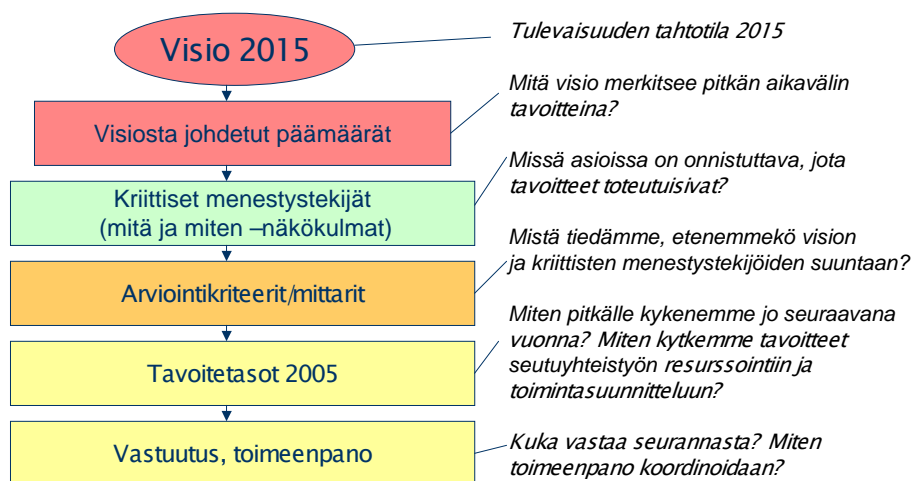 Visio 2015
Tulevaisuuden tahtotila 2015
Visiosta johdetut päämäärät
Mitä visio merkitsee pitkän aikavälin
tavoitteina?
Kriittiset menestystekijät
(mitä ja miten –näkökulmat)
Missä asioissa on onnistuttava, jota
tavoitteet toteutuisivat?
Arviointikriteerit/mittarit
Mistä tiedämme, etenemmekö vision
ja kriittisten menestystekijöiden suuntaan?
Tavoitetasot 2005
Miten pitkälle kykenemme jo seuraavana
vuonna? Miten kytkemme tavoitteet
seutuyhteistyön resurssointiin ja
toimintasuunnitteluun?
Vastuutus, toimeenpano
Kuka vastaa seurannasta? Miten
toimeenpano koordinoidaan?